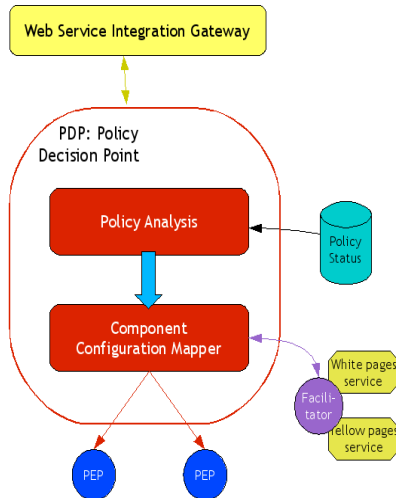 Web Service Integration Gateway
PDP: Policy
Decision Point
Policy Analysis
Policy
Status
Component
Configuration Mapper
White pages
service
Facili-
tator
Yellow pages
service
PEP
PEP